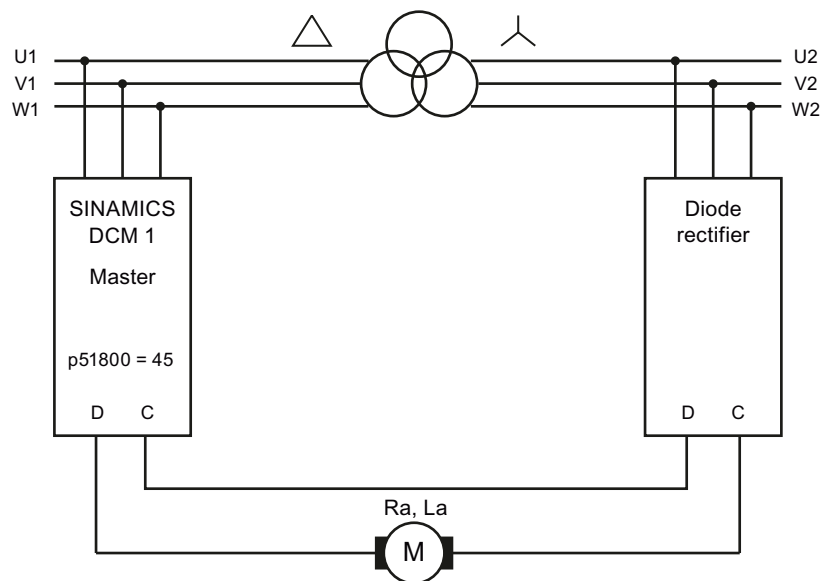 U1
V1
W1
U2
V2
W2
SINAMICS
DCM 1
Master
p51800 = 45
D C
Diode
rectifier
D C
Ra, La
M